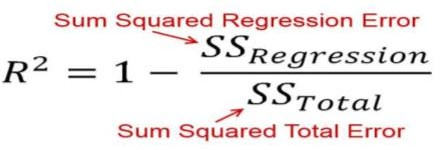 Sum Squared Regression Error
R² = 1 − SS_Regression / SS_Total
Sum Squared Total Error